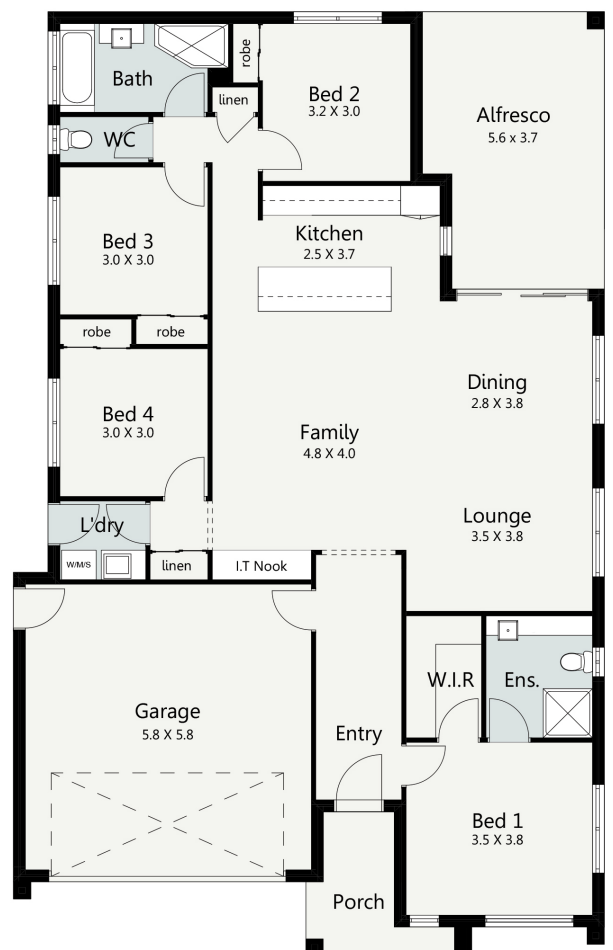 robe
Bath
linen
Bed 2
3.2 X 3.0
Alfresco
5.6 x 3.7
WC
Bed 3
3.0 X 3.0
Kitchen
2.5 X 3.7
robe
robe
Dining
2.8 X 3.8
Bed 4
3.0 X 3.0
Family
4.8 X 4.0
Lounge
3.5 X 3.8
L'dry
W/M/S
linen
I.T Nook
W.I.R
Ens.
Garage
5.8 X 5.8
Entry
Bed 1
3.5 X 3.8
Porch